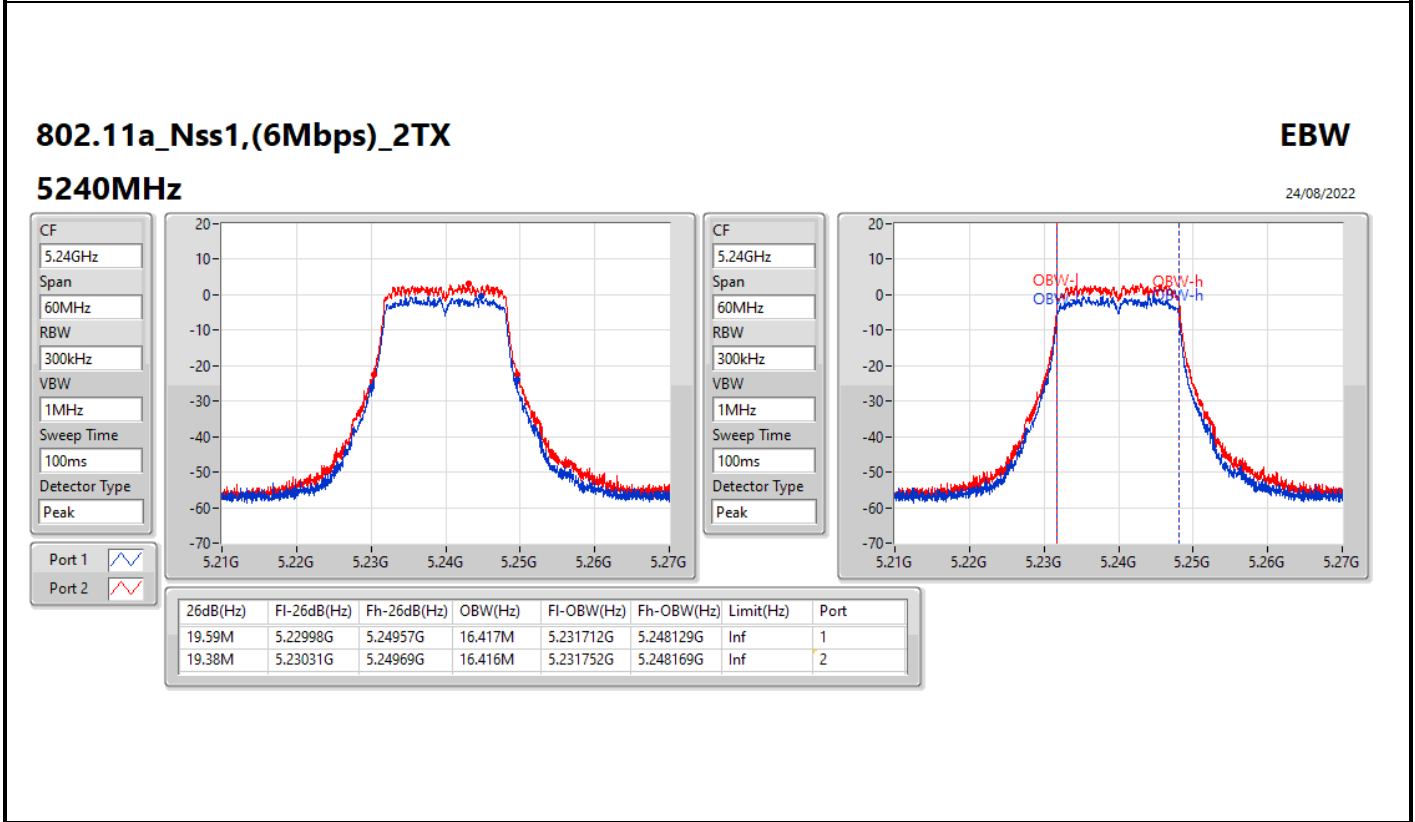 802.11a_Nss1,(6Mbps)_2TX
EBW
5240MHz
24/08/2022
CF
5.24GHz
Span
60MHz
RBW
300kHz
VBW
1MHz
Sweep Time
100ms
Detector Type
Peak
Port 1
Port 2
20
10
0
-10
-20
-30
-40
-50
-60
-70
5.21G 5.22G 5.23G 5.24G 5.25G 5.26G 5.27G
CF
5.24GHz
Span
60MHz
RBW
300kHz
VBW
1MHz
Sweep Time
100ms
Detector Type
Peak
20
10
0
-10
-20
-30
-40
-50
-60
-70
OBW-l OBW-h
5.21G 5.22G 5.23G 5.24G 5.25G 5.26G 5.27G
26dB(Hz) Fl-26dB(Hz) Fh-26dB(Hz) OBW(Hz) Fl-OBW(Hz) Fh-OBW(Hz) Limit(Hz) Port
19.59M 5.22998G 5.24957G 16.417M 5.231712G 5.248129G Inf 1
19.38M 5.23031G 5.24969G 16.416M 5.231752G 5.248169G Inf 2